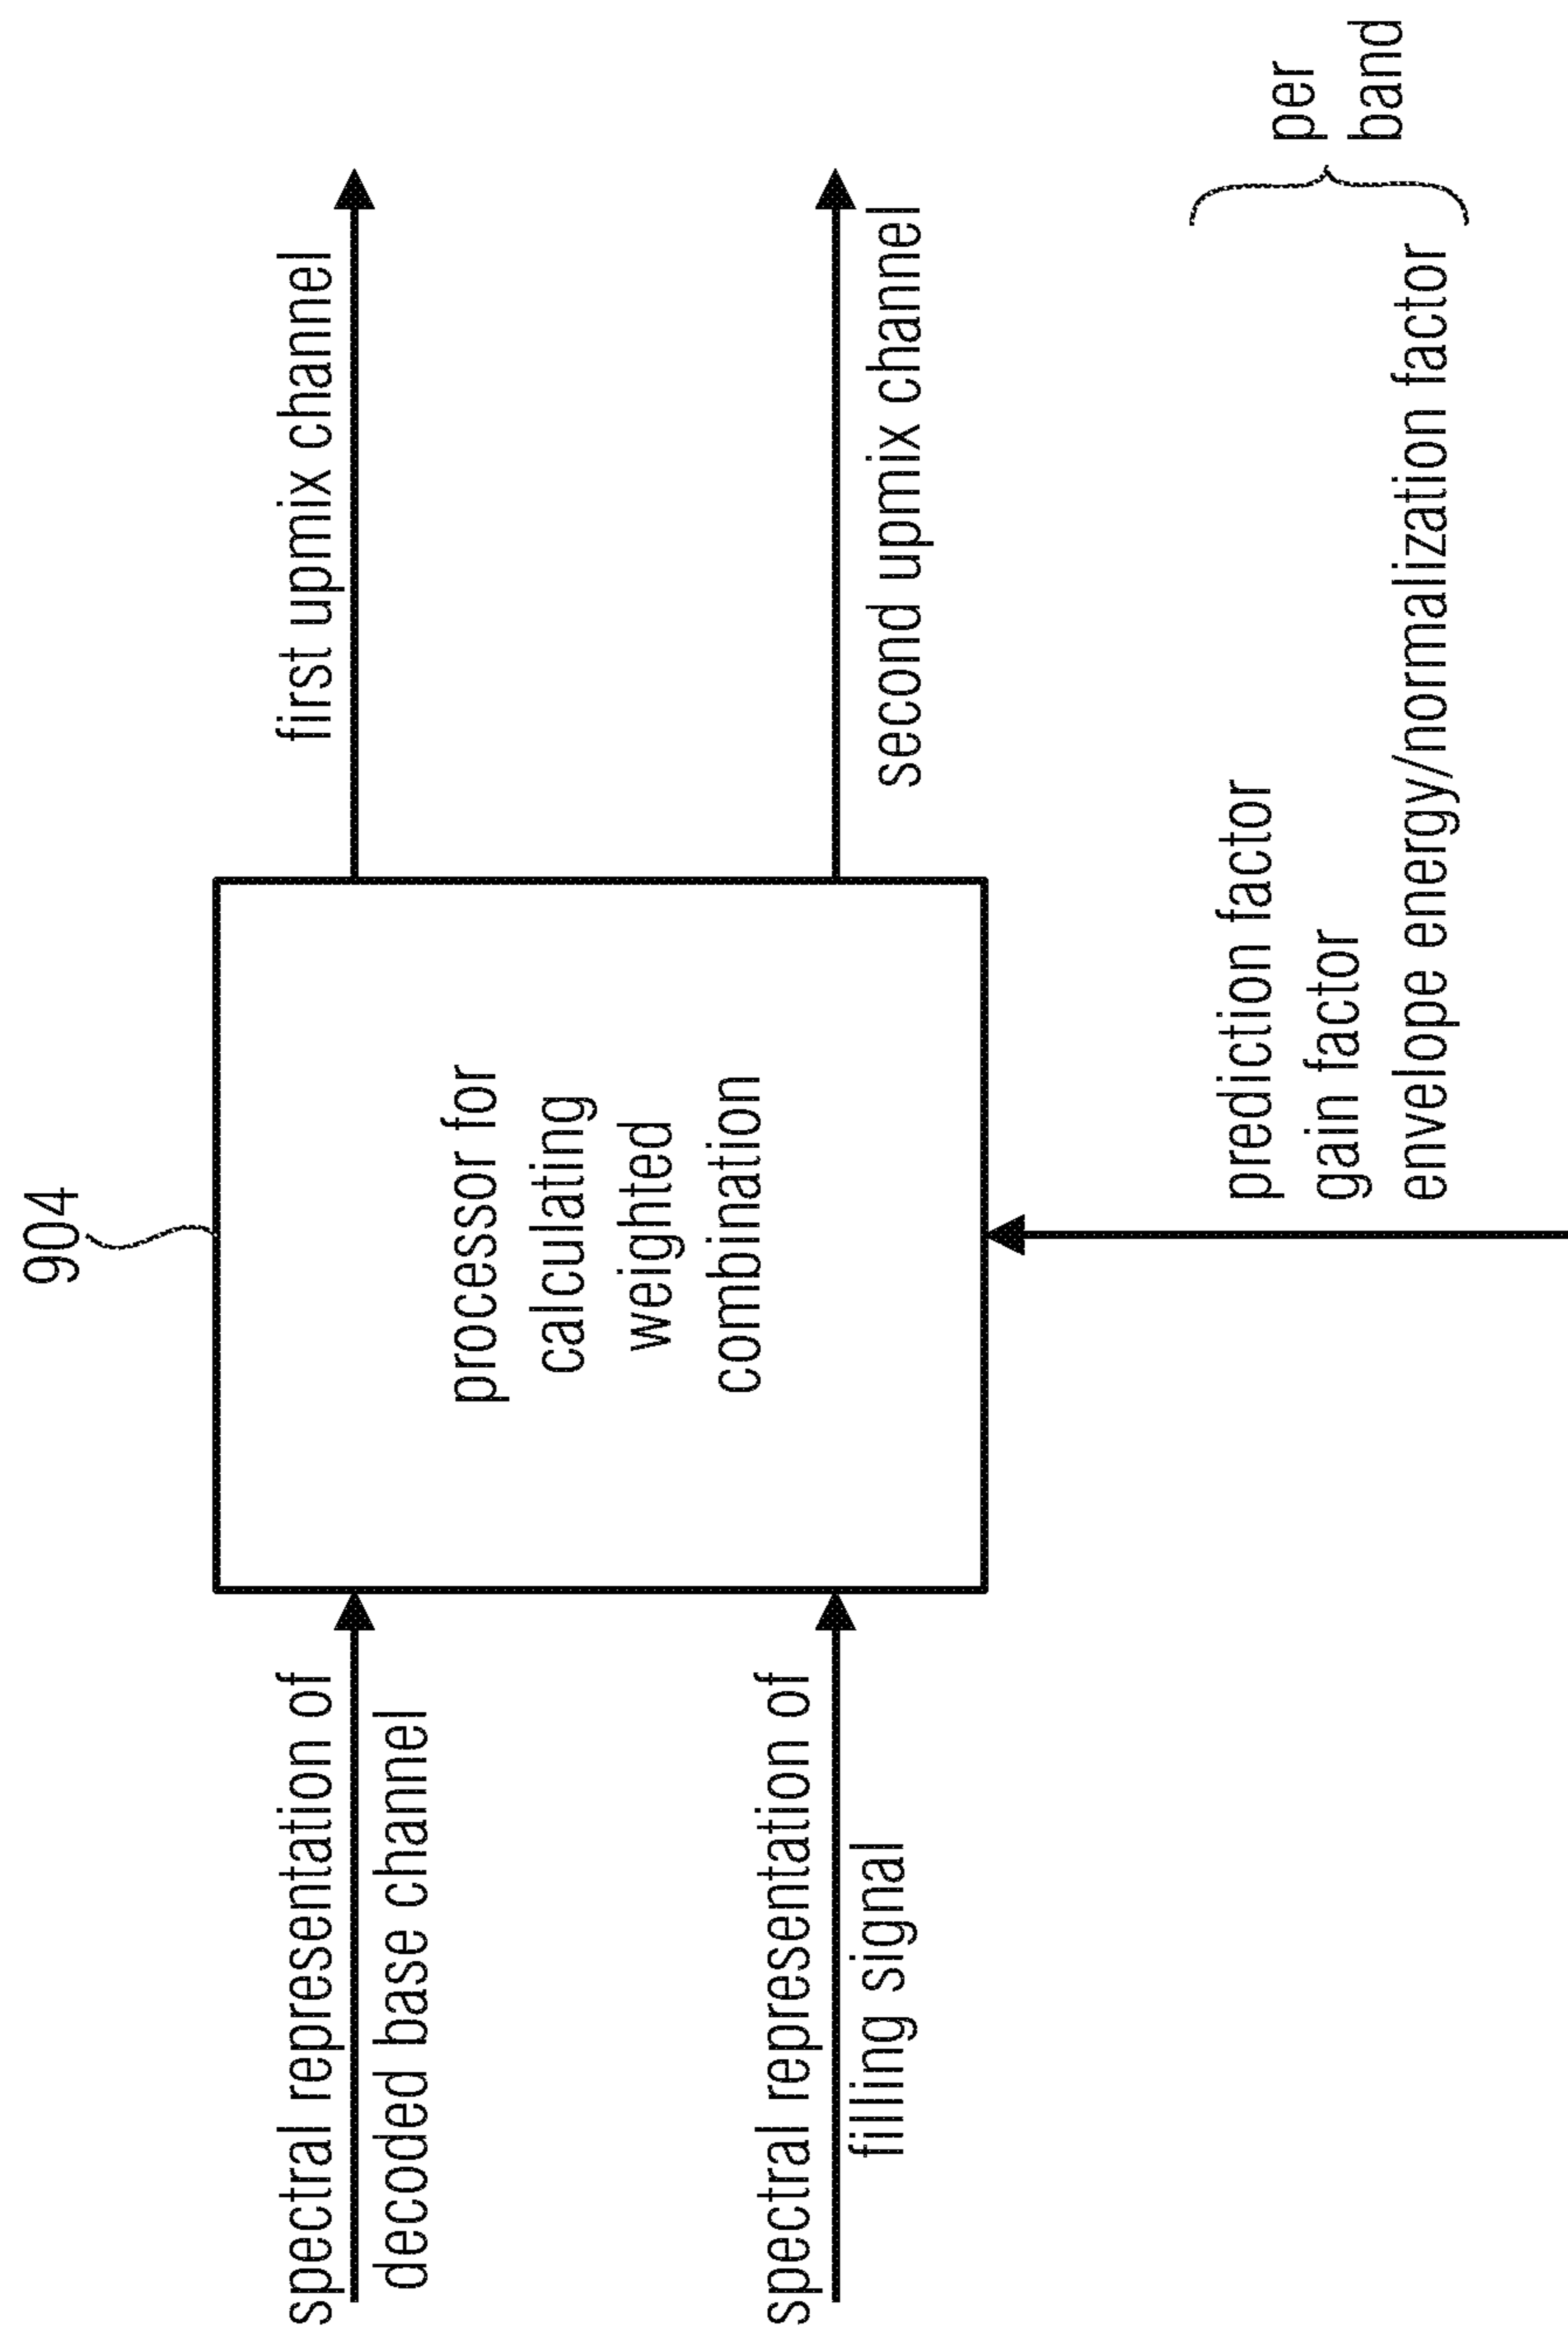 904
spectral representation of
decoded base channel
spectral representation of
filling signal
processor for
calculating
weighted
combination
first upmix channel
second upmix channel
prediction factor
gain factor
envelope energy/normalization factor
per
band